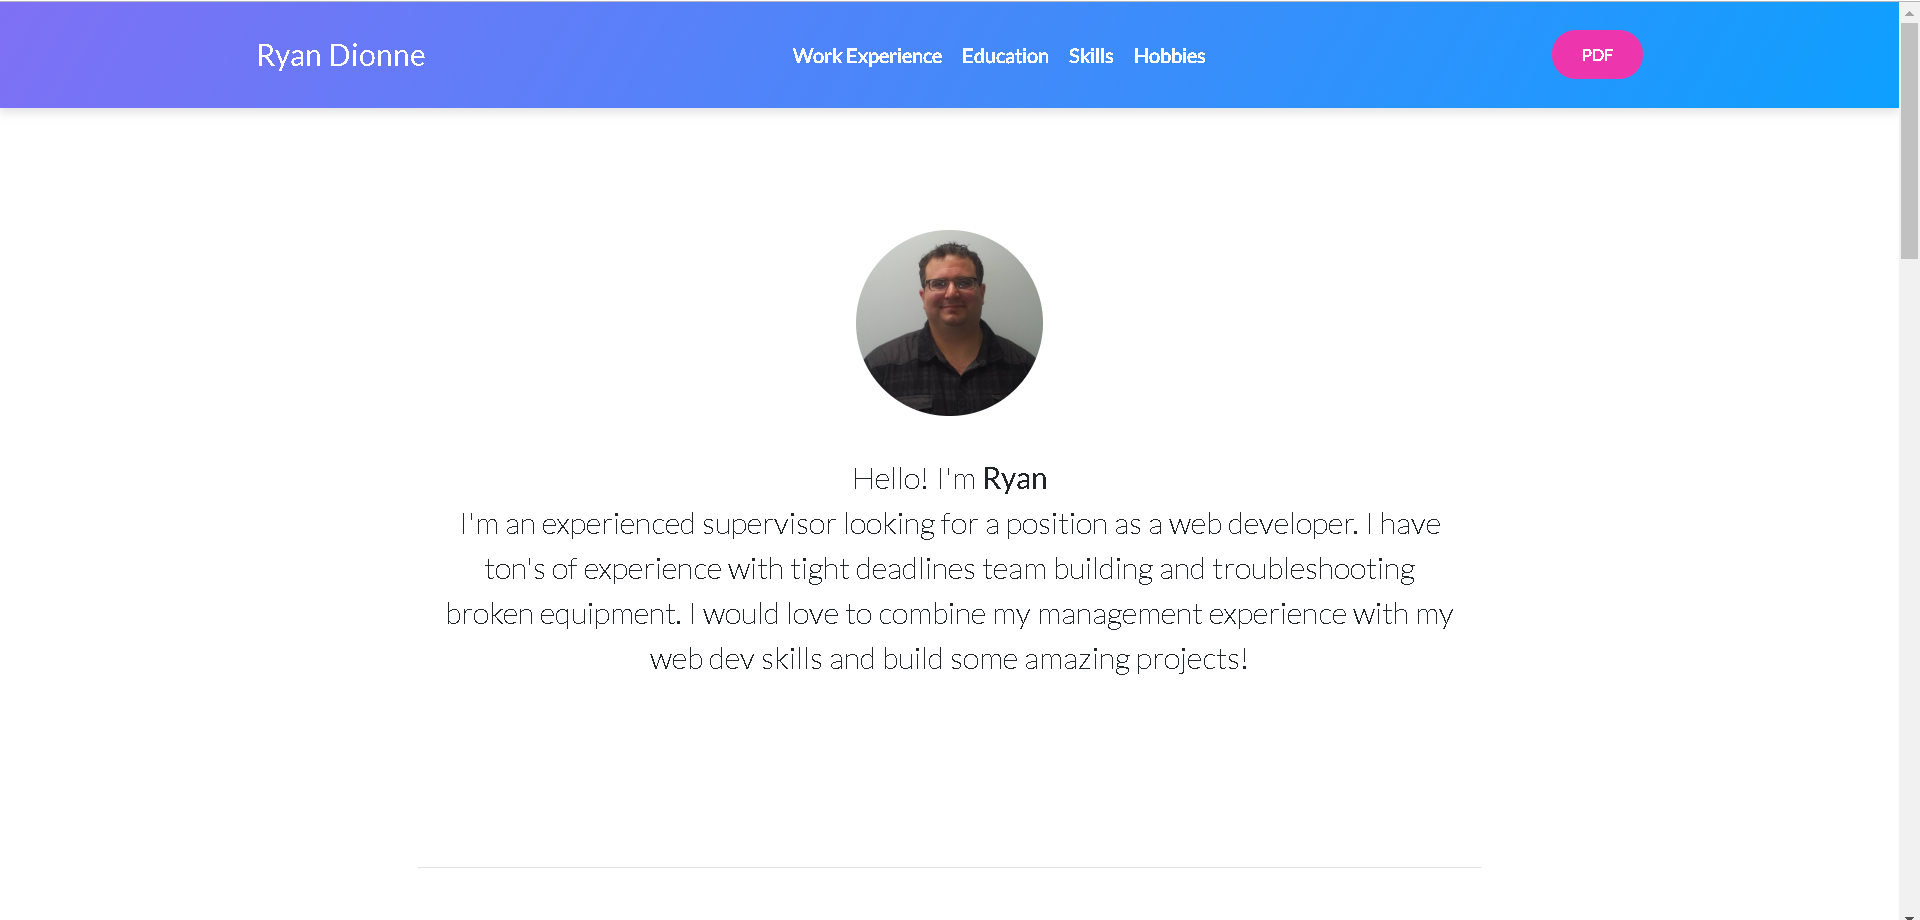 Ryan Dionne
Work Experience Education Skills Hobbies
PDF
Hello! I'm Ryan
I'm an experienced supervisor looking for a position as a web developer. I have
ton's of experience with tight deadlines team building and troubleshooting
broken equipment. I would love to combine my management experience with my
web dev skills and build some amazing projects!